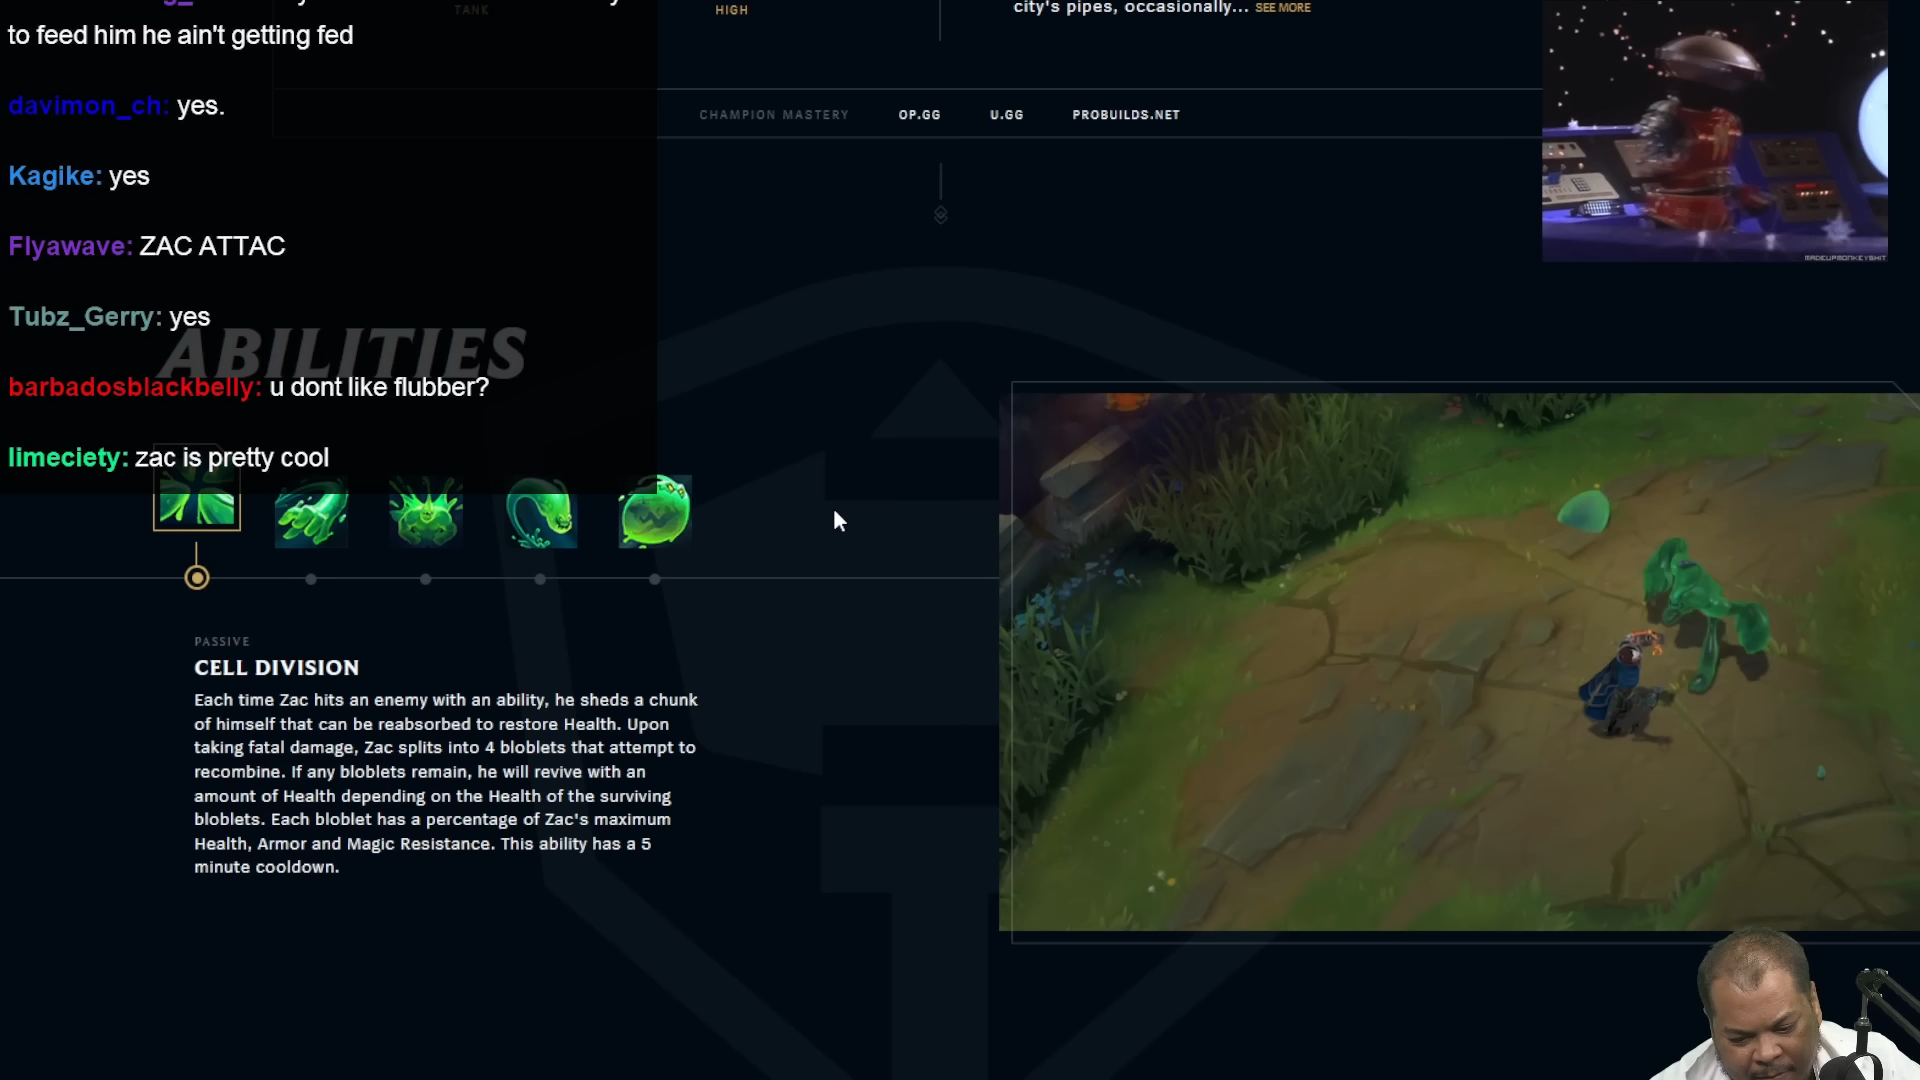 TANK
HIGH
city's pipes, occasionally... SEE MORE
to feed him he ain't getting fed
davimon_ch: yes.
Kagike: yes
Flyawave: ZAC ATTAC
Tubz_Gerry: yes
barbadosblackbelly: u dont like flubber?
limeciety: zac is pretty cool
CHAMPION MASTERY OP.GG U.GG PROBUILDS.NET
MADEUPMONKEYSHIT
ABILITIES
PASSIVE
CELL DIVISION
Each time Zac hits an enemy with an ability, he sheds a chunk
of himself that can be reabsorbed to restore Health. Upon
taking fatal damage, Zac splits into 4 bloblets that attempt to
recombine. If any bloblets remain, he will revive with an
amount of Health depending on the Health of the surviving
bloblets. Each bloblet has a percentage of Zac's maximum
Health, Armor and Magic Resistance. This ability has a 5
minute cooldown.